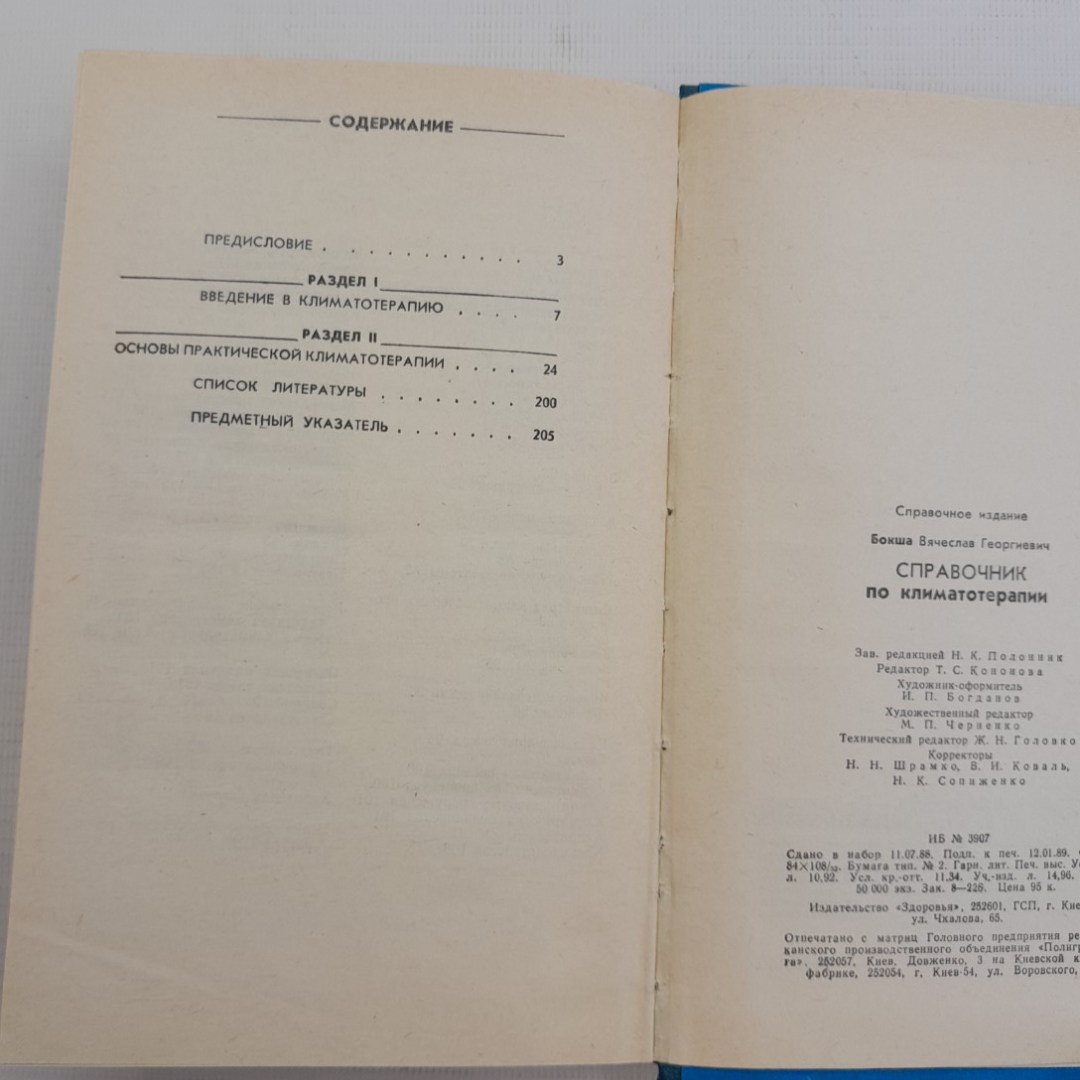 СОДЕРЖАНИЕ
ПРЕДИСЛОВИЕ . . . . . . . . . . . 3
РАЗДЕЛ I
ВВЕДЕНИЕ В КЛИМАТОТЕРАПИЮ . . . . 7
РАЗДЕЛ II
ОСНОВЫ ПРАКТИЧЕСКОЙ КЛИМАТОТЕРАПИИ . . . . 24
СПИСОК ЛИТЕРАТУРЫ . . . . . . . . 200
ПРЕДМЕТНЫЙ УКАЗАТЕЛЬ . . . . . . . 205
Справочное издание
Бокша Вячеслав Георгиевич
СПРАВОЧНИК
по климатотерапии
Зав. редакцией Н. К. Полонник
Редактор Т. С. Кононова
Художник-оформитель
И. П. Богданов
Художественный редактор
М. П. Черненко
Технический редактор Ж. Н. Головко
Корректоры
Н. Н. Шрамко, В. И. Коваль,
Н. К. Сопиженко
ИБ № 3907
Сдано в набор 11.07.88. Подп. к печ. 12.01.89.
84×108/32. Бумага тип. № 2. Гарн. лит. Печ. выс.
л. 10,92. Усл. кр.-отт. 11,34. Уч.-изд. л. 14,96.
50 000 экз. Зак. 8—226. Цена 95 к.
Издательство «Здоровья», 252601, ГСП, г. Кие
ул. Чкалова, 65.
Отпечатано с матриц Головного предприятия ре
канского производственного объединения «Полигр
га», 252057, Киев, Довженко, 3 на Киевской к
фабрике, 252054, г. Киев-54, ул. Воровского,